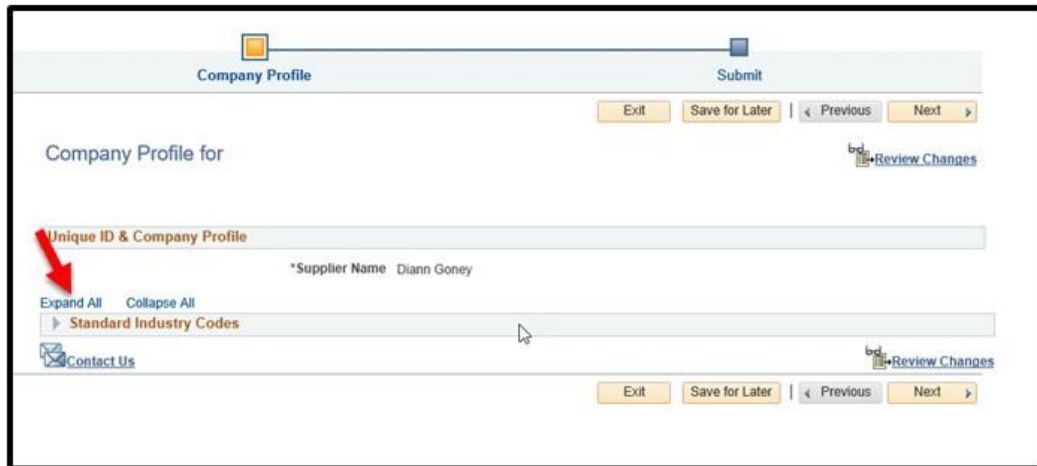 Company Profile Submit
Exit Save for Later | Previous Next
Company Profile for
Review Changes
Unique ID & Company Profile
*Supplier Name Diann Goney
Expand All Collapse All
Standard Industry Codes
Contact Us Review Changes
Exit Save for Later | Previous Next